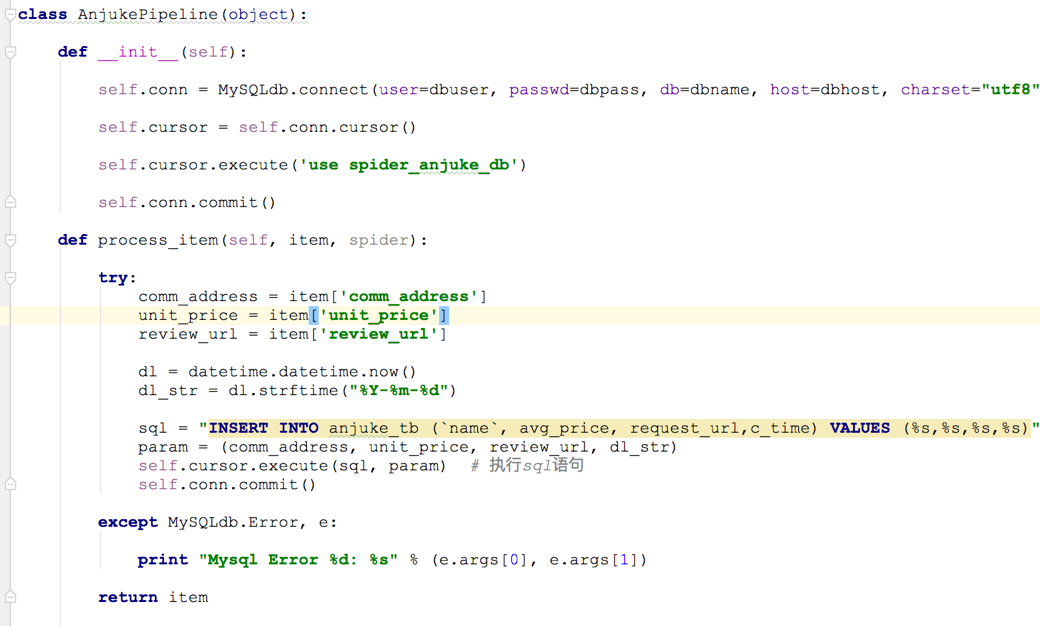 class AnjukePipeline(object):
def __init__(self):
self.conn = MySQLdb.connect(user=dbuser, passwd=dbpass, db=dbname, host=dbhost, charset="utf8"
self.cursor = self.conn.cursor()
self.cursor.execute('use spider_anjuke_db')
self.conn.commit()
def process_item(self, item, spider):
try:
comm_address = item['comm_address']
unit_price = item['unit_price']
review_url = item['review_url']
dl = datetime.datetime.now()
dl_str = dl.strftime("%Y-%m-%d")
sql = "INSERT INTO anjuke_tb (`name`, avg_price, request_url,c_time) VALUES (%s,%s,%s,%s)"
param = (comm_address, unit_price, review_url, dl_str)
self.cursor.execute(sql, param)  # 执行sql语句
self.conn.commit()
except MySQLdb.Error, e:
print "Mysql Error %d: %s" % (e.args[0], e.args[1])
return item